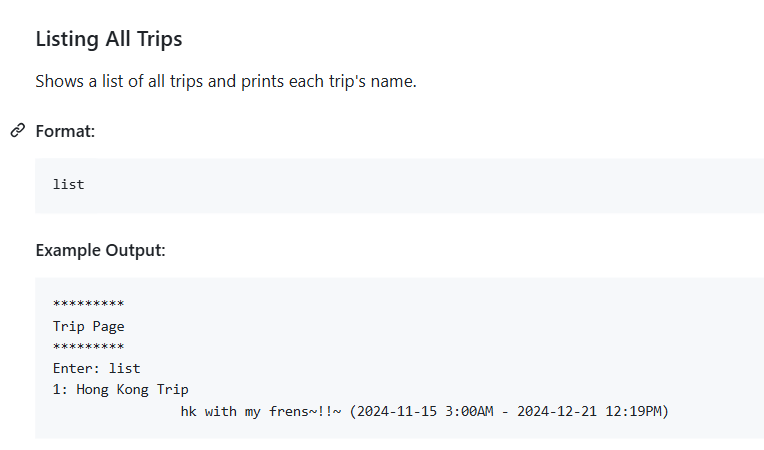 Listing All Trips
Shows a list of all trips and prints each trip's name.
Format:
list
Example Output:
*********
Trip Page
*********
Enter: list
1: Hong Kong Trip
hk with my frens~!!~ (2024-11-15 3:00AM - 2024-12-21 12:19PM)